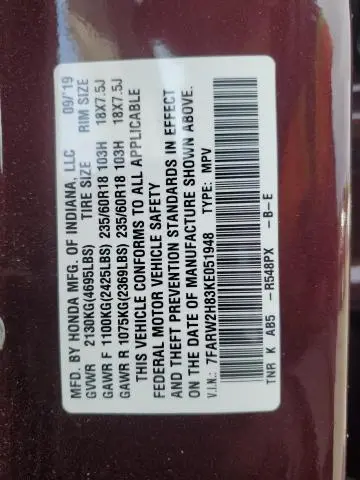 MFD. BY HONDA MFG. OF INDIANA, LLC 09/'19
GVWR 2130KG(4695LBS) TIRE SIZE RIM SIZE
GAWR F 1100KG(2425LBS) 235/60R18 103H 18X7.5J
GAWR R 1075KG(2369LBS) 235/60R18 103H 18X7.5J
THIS VEHICLE CONFORMS TO ALL APPLICABLE
FEDERAL MOTOR VEHICLE SAFETY
AND THEFT PREVENTION STANDARDS IN EFFECT
ON THE DATE OF MANUFACTURE SHOWN ABOVE.
V.I.N.: 7FARW2H83KE051948 TYPE: MPV
TNR K AB5 -R548PX -B-E